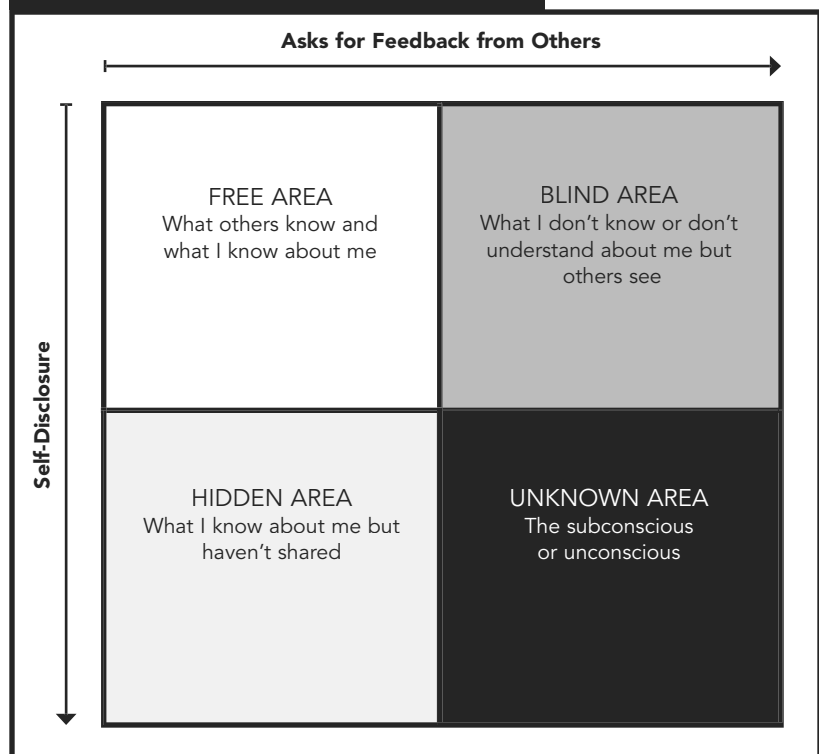 Asks for Feedback from Others
Self-Disclosure
FREE AREA
What others know and
what I know about me
BLIND AREA
What I don’t know or don’t
understand about me but
others see
HIDDEN AREA
What I know about me but
haven’t shared
UNKNOWN AREA
The subconscious
or unconscious